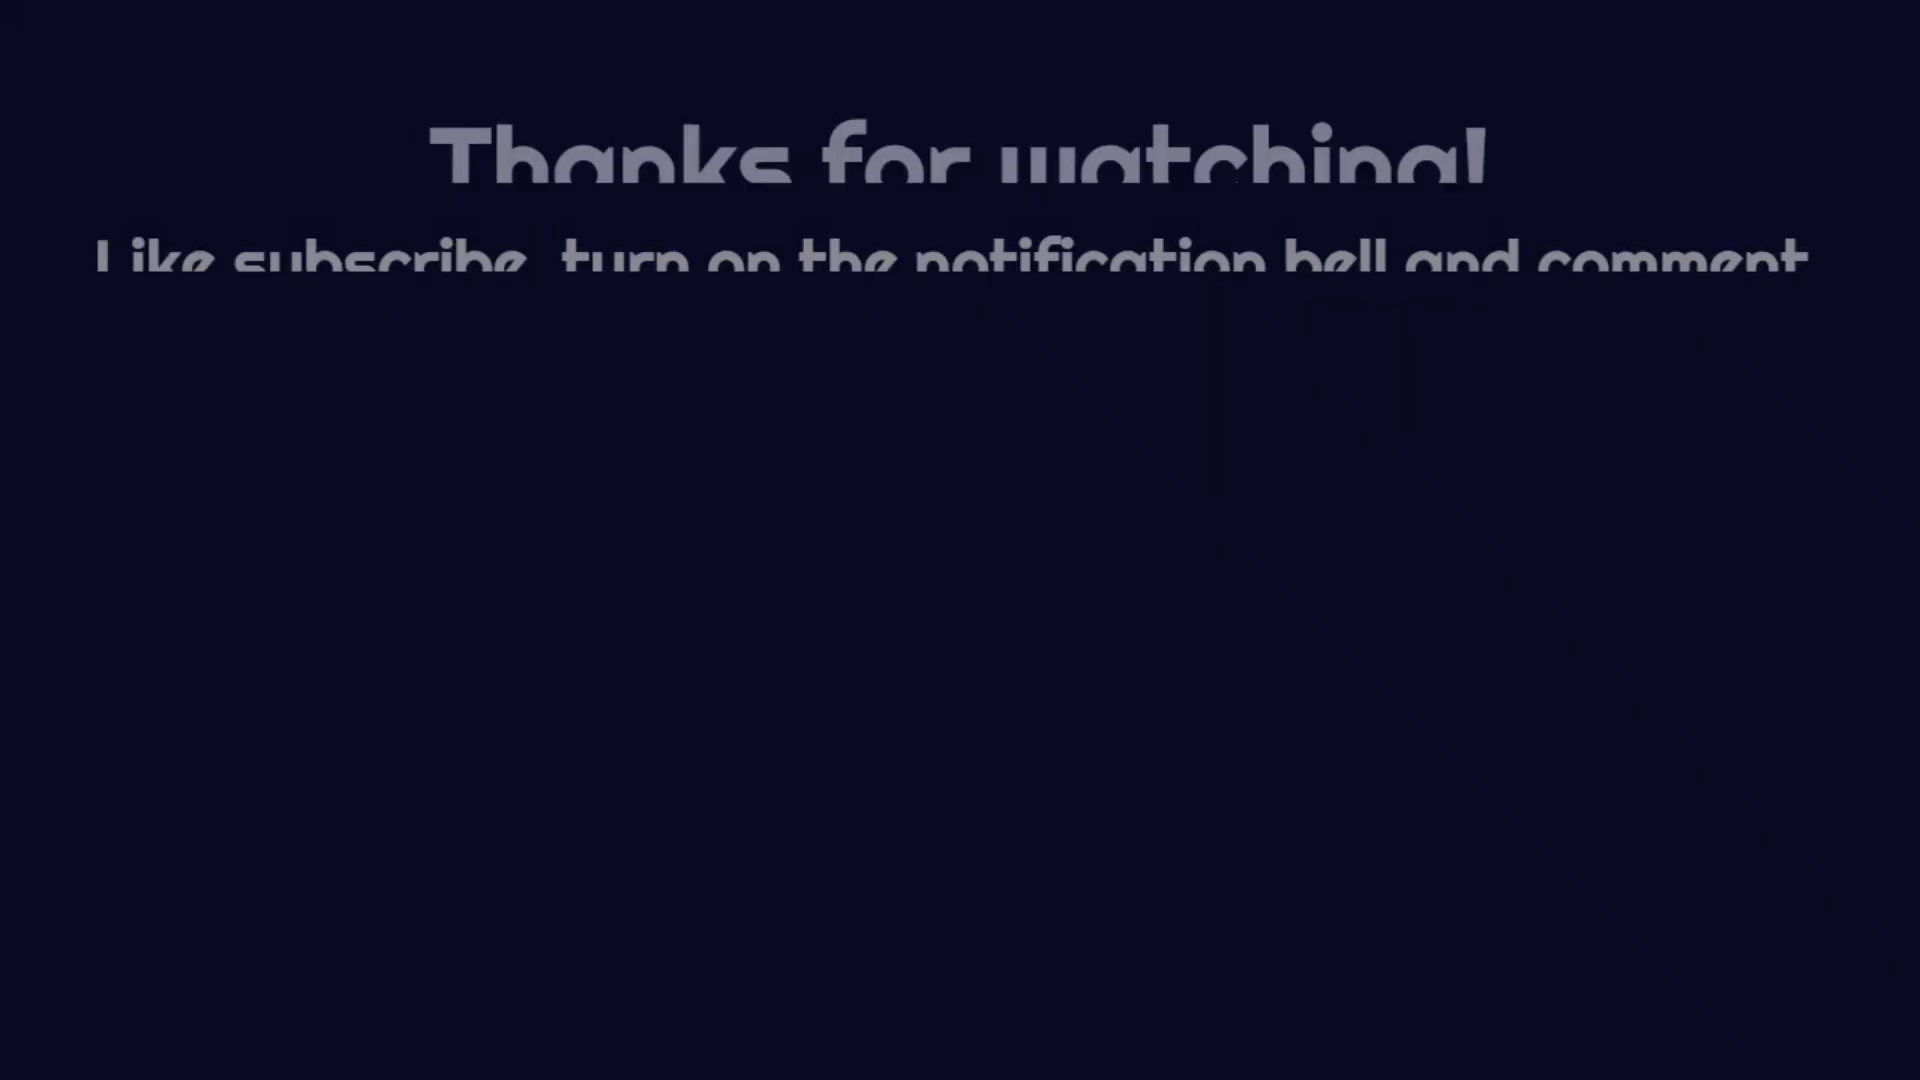 Thanks for watching!
Like subscribe, turn on the notification bell and comment